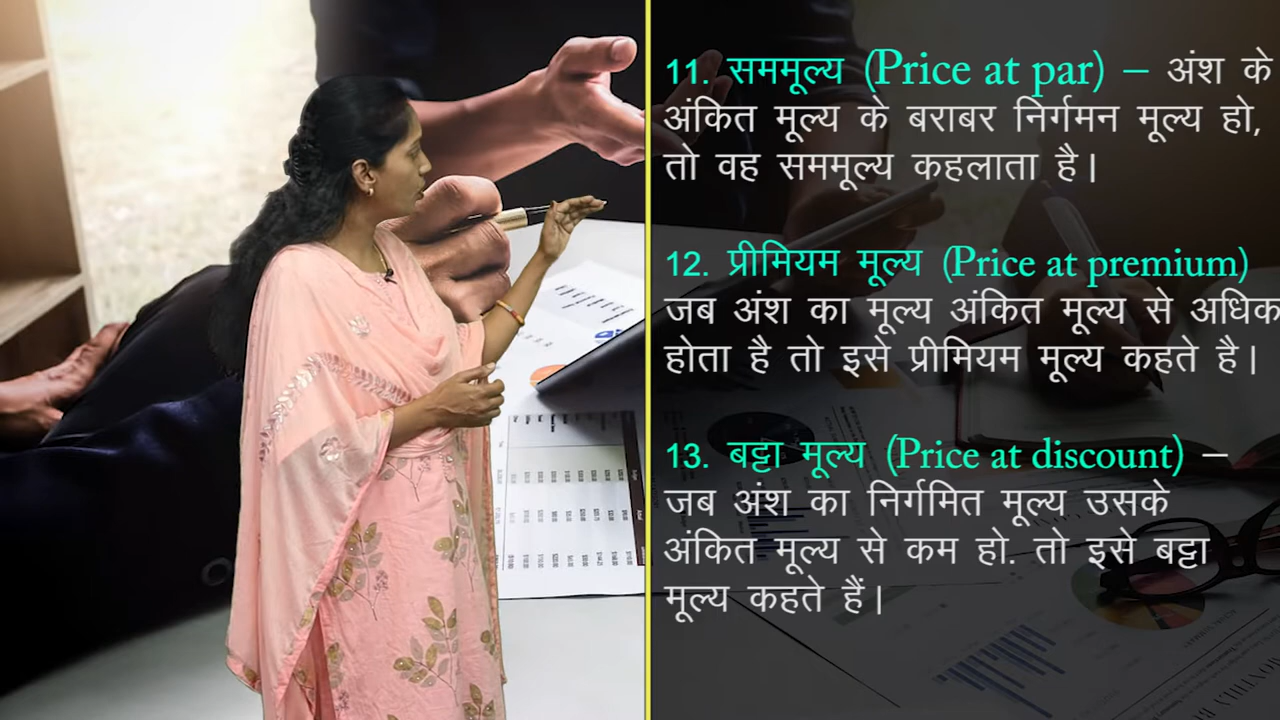 11. सममूल्य (Price at par) – अंश के
अंकित मूल्य के बराबर निर्गमन मूल्य हो,
तो वह सममूल्य कहलाता है।
12. प्रीमियम मूल्य (Price at premium)
जब अंश का मूल्य अंकित मूल्य से अधिक
होता है तो इसे प्रीमियम मूल्य कहते है।
13. बट्टा मूल्य (Price at discount) –
जब अंश का निर्गमित मूल्य उसके
अंकित मूल्य से कम हो. तो इसे बट्टा
मूल्य कहते हैं।